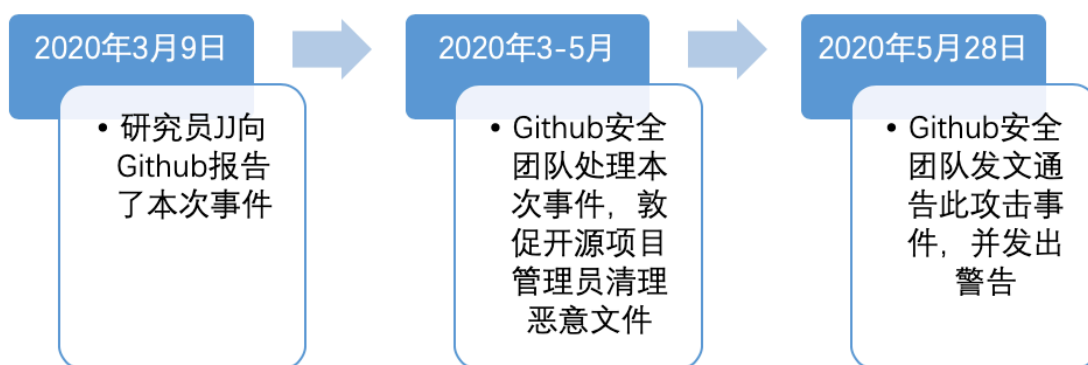 2020年3月9日
• 研究员JJ向
Github报告
了本次事件
2020年3-5月
• Github安全
团队处理本
次事件，敦
促开源项目
管理员清理
恶意文件
2020年5月28日
• Github安全
团队发文通
告此攻击事
件，并发出
警告